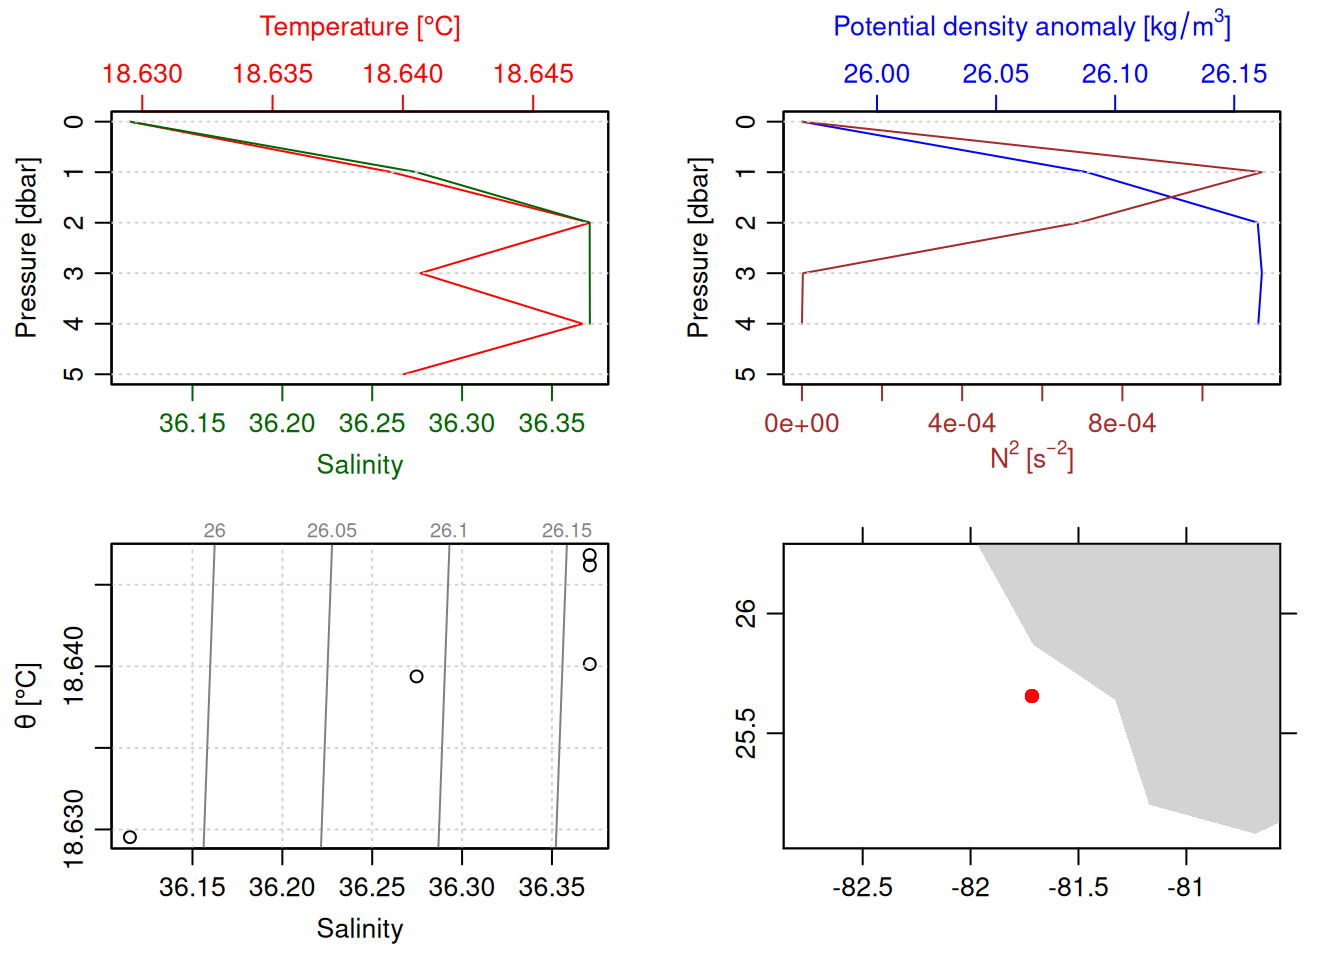 Temperature [°C]
18.630 18.635 18.640 18.645
Pressure [dbar]
0
1
2
3
4
5
36.15 36.20 36.25 36.30 36.35
Salinity
Potential density anomaly [kg/m³]
26.00 26.05 26.10 26.15
Pressure [dbar]
0
1
2
3
4
5
0e+00 4e-04 8e-04
N² [s⁻²]
26 26.05 26.1 26.15
θ [°C]
18.640
18.630
36.15 36.20 36.25 36.30 36.35
Salinity
26
25.5
-82.5 -82 -81.5 -81